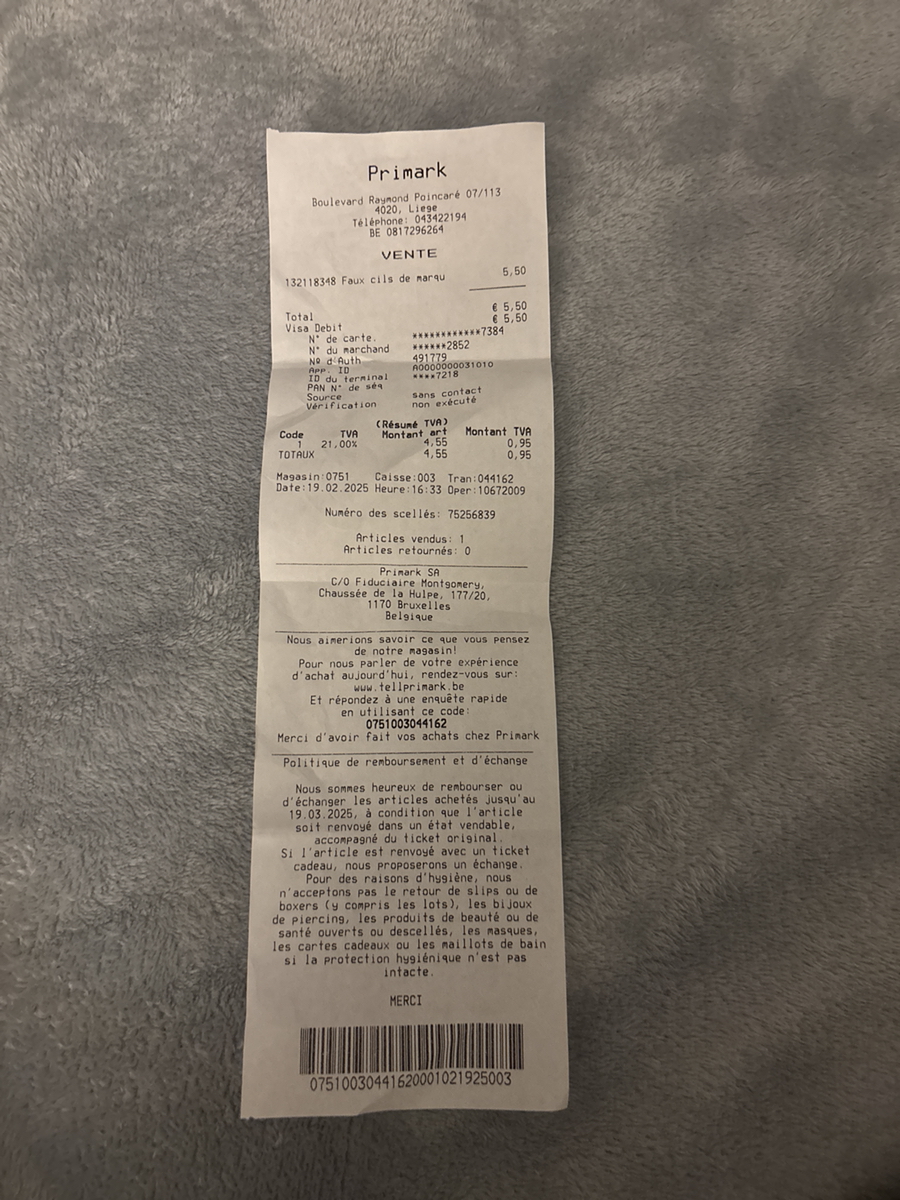 Primark
Boulevard Raymond Poincaré 07/113
4020, Liege
Téléphone: 043422194
BE 0817296264
VENTE
132118348 Faux cils de marqu 5,50
Total € 5,50
Visa Debit € 5,50
N° de carte. ************7384
N° du marchand ******2852
Nº d'Auth 491779
App. ID A0000000031010
ID du terminal ****7218
PAN N° de séq
Source sans contact
Vérification non exécuté
(Résumé TVA)
Code TVA Montant art Montant TVA
1 21,00% 4,55 0,95
TOTAUX 4,55 0,95
Magasin:0751 Caisse:003 Tran:044162
Date:19.02.2025 Heure:16:33 Oper:10672009
Numéro des scellés: 75256839
Articles vendus: 1
Articles retournés: 0
Primark SA
C/O Fiduciaire Montgomery,
Chaussée de la Hulpe, 177/20,
1170 Bruxelles
Belgique
Nous aimerions savoir ce que vous pensez
de notre magasin!
Pour nous parler de votre expérience
d'achat aujourd'hui, rendez-vous sur:
www.tellprimark.be
Et répondez à une enquête rapide
en utilisant ce code:
0751003044162
Merci d'avoir fait vos achats chez Primark
Politique de remboursement et d'échange
Nous sommes heureux de rembourser ou
d'échanger les articles achetés jusqu'au
19.03.2025, à condition que l'article
soit renvoyé dans un état vendable,
accompagné du ticket original.
Si l'article est renvoyé avec un ticket
cadeau, nous proposerons un échange.
Pour des raisons d'hygiène, nous
n'acceptons pas le retour de slips ou de
boxers (y compris les lots), les bijoux
de piercing, les produits de beauté ou de
santé ouverts ou descellés, les masques,
les cartes cadeaux ou les maillots de bain
si la protection hygiénique n'est pas
intacte.
MERCI
07510030441620001021925003